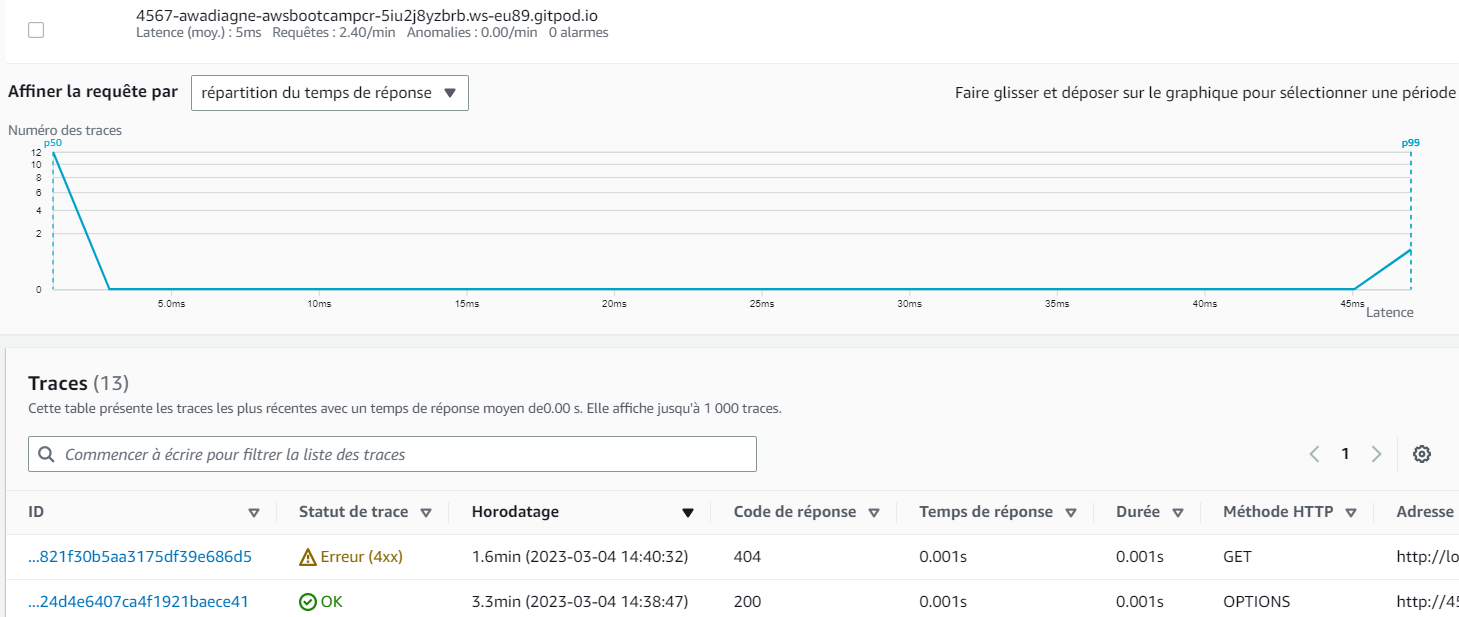 4567-awadiagne-awsbootcampcr-5iu2j8yzbrb.ws-eu89.gitpod.io
Latence (moy.) : 5ms Requêtes : 2.40/min Anomalies : 0.00/min 0 alarmes
Affiner la requête par répartition du temps de réponse Faire glisser et déposer sur le graphique pour sélectionner une période
Numéro des traces
p50 p99
12
10
8
6
4
2
0
5.0ms 10ms 15ms 20ms 25ms 30ms 35ms 40ms 45ms
Latence
Traces (13)
Cette table présente les traces les plus récentes avec un temps de réponse moyen de0.00 s. Elle affiche jusqu'à 1 000 traces.
Commencer à écrire pour filtrer la liste des traces 1
ID Statut de trace Horodatage Code de réponse Temps de réponse Durée Méthode HTTP Adresse
...821f30b5aa3175df39e686d5 Erreur (4xx) 1.6min (2023-03-04 14:40:32) 404 0.001s 0.001s GET http://lo
...24d4e6407ca4f1921baece41 OK 3.3min (2023-03-04 14:38:47) 200 0.001s 0.001s OPTIONS http://45